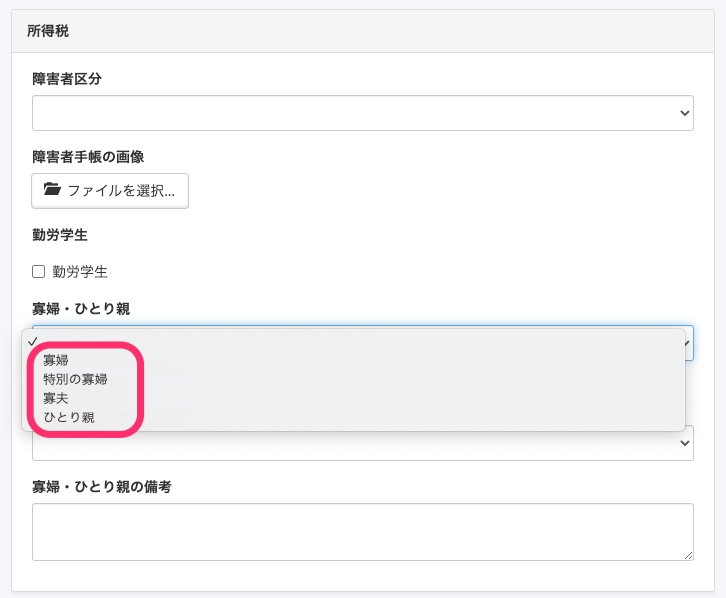 所得税
障害者区分
障害者手帳の画像
ファイルを選択...
勤労学生
勤労学生
寡婦・ひとり親
寡婦
特別の寡婦
寡夫
ひとり親
寡婦・ひとり親の備考